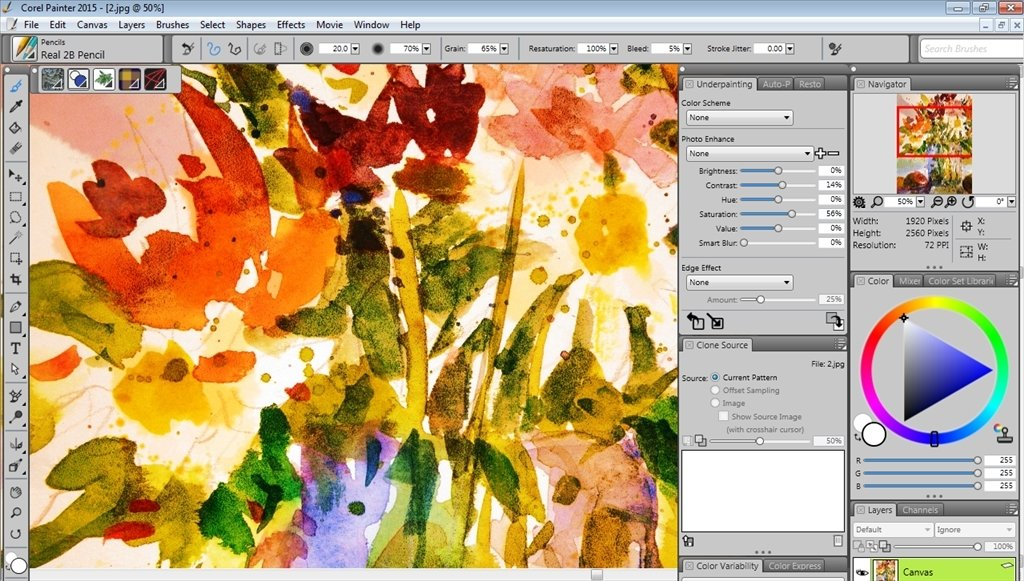 Corel Painter 2015 - [2.jpg @ 50%]
File Edit Canvas Layers Brushes Select Shapes Effects Movie Window Help
Pencils
Real 2B Pencil
20.0 70% Grain: 65% Resaturation: 100% Bleed: 5% Stroke Jitter: 0.00 Search Brushes
Underpainting Auto-P Resto
Color Scheme
None
Photo Enhance
None
Brightness: 0%
Contrast: 14%
Hue: 0%
Saturation: 56%
Value: 0%
Smart Blur: 0%
Edge Effect
None
Amount: 25%
Clone Source
File: 2.jpg
Source: Current Pattern
Offset Sampling
Image
Show Source Image
(with crosshair cursor)
50%
Color Variability Color Express
Navigator
50% 0°
Width: 1920 Pixels X:
Height: 2560 Pixels Y:
Resolution: 72 PPI W:
H:
Color Mixer Color Set Librari
R 255
G 255
B 255
Layers Channels
Default Ignore
100%
Canvas
T